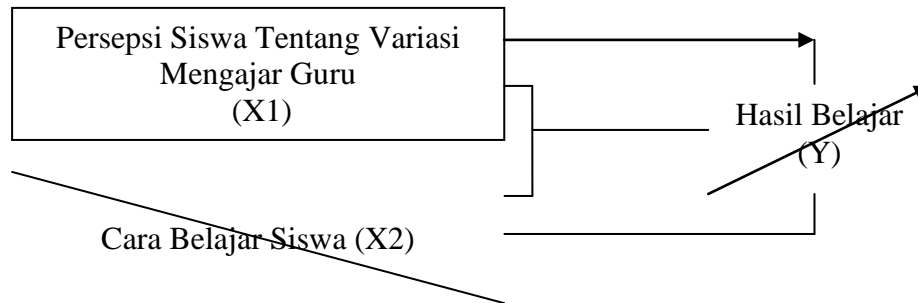 Persepsi Siswa Tentang Variasi
Mengajar Guru
(X1)
Hasil Belajar
(Y)
Cara Belajar Siswa (X2)